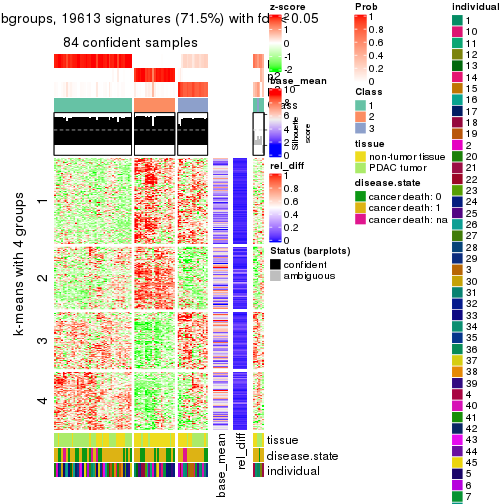 bgroups, 19613 signatures (71.5%) with fd 0.05
84 confident samples
k-means with 4 groups
1
2
3
4
base_mean
rel_diff
tissue
disease.state
individual
z-score
2
1
0
-1
-2
base_mean
10
8
6
4
2
0
Silhouette
score
rel_diff
1
0.8
0.6
0.4
0.2
0
Status (barplots)
confident
ambiguous
Prob
1
0.8
0.6
0.4
0.2
0
Class
1
2
3
tissue
non-tumor tissue
PDAC tumor
disease.state
cancer death: 0
cancer death: 1
cancer death: na
individual
1
10
11
12
13
14
15
16
17
18
19
2
20
21
22
23
24
25
26
27
28
29
3
30
31
32
33
34
35
36
37
38
39
4
40
41
42
43
44
45
5
6
7